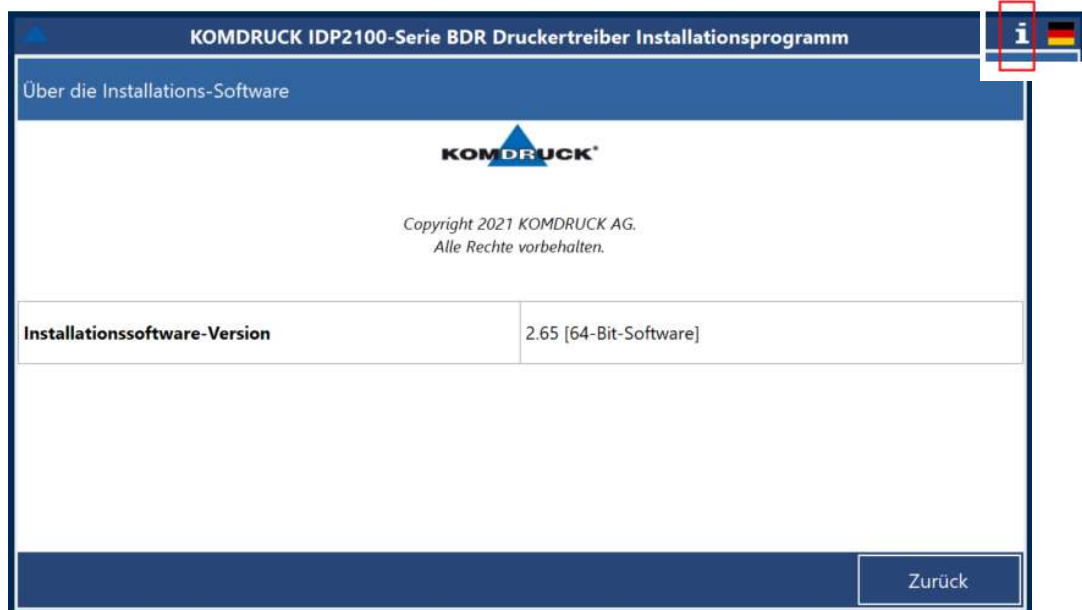 KOMDRUCK IDP2100-Serie BDR Druckertreiber Installationsprogramm
i
Über die Installations-Software
KOMDRUCK®
Copyright 2021 KOMDRUCK AG.
Alle Rechte vorbehalten.
Installationssoftware-Version 2.65 [64-Bit-Software]
Zurück